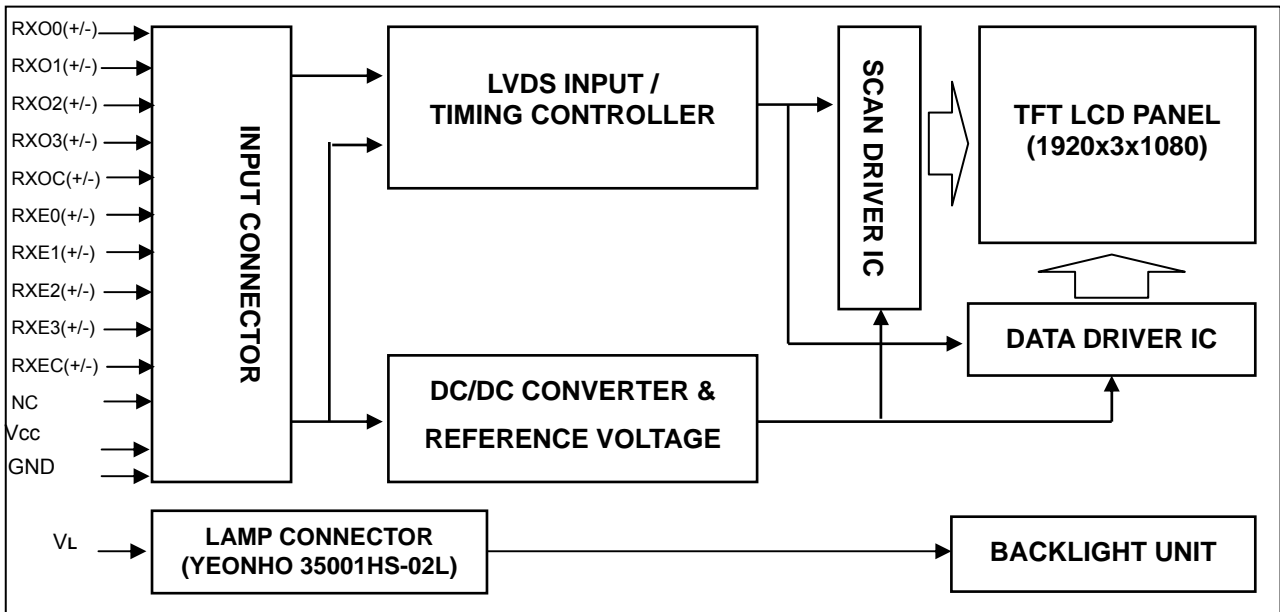 RXO0(+/-)
RXO1(+/-)
RXO2(+/-)
RXO3(+/-)
RXOC(+/-)
RXE0(+/-)
RXE1(+/-)
RXE2(+/-)
RXE3(+/-)
RXEC(+/-)
NC
Vcc
GND
VL
INPUT CONNECTOR
LVDS INPUT /
TIMING CONTROLLER
DC/DC CONVERTER &
REFERENCE VOLTAGE
SCAN DRIVER IC
TFT LCD PANEL
(1920x3x1080)
DATA DRIVER IC
LAMP CONNECTOR
(YEONHO 35001HS-02L)
BACKLIGHT UNIT